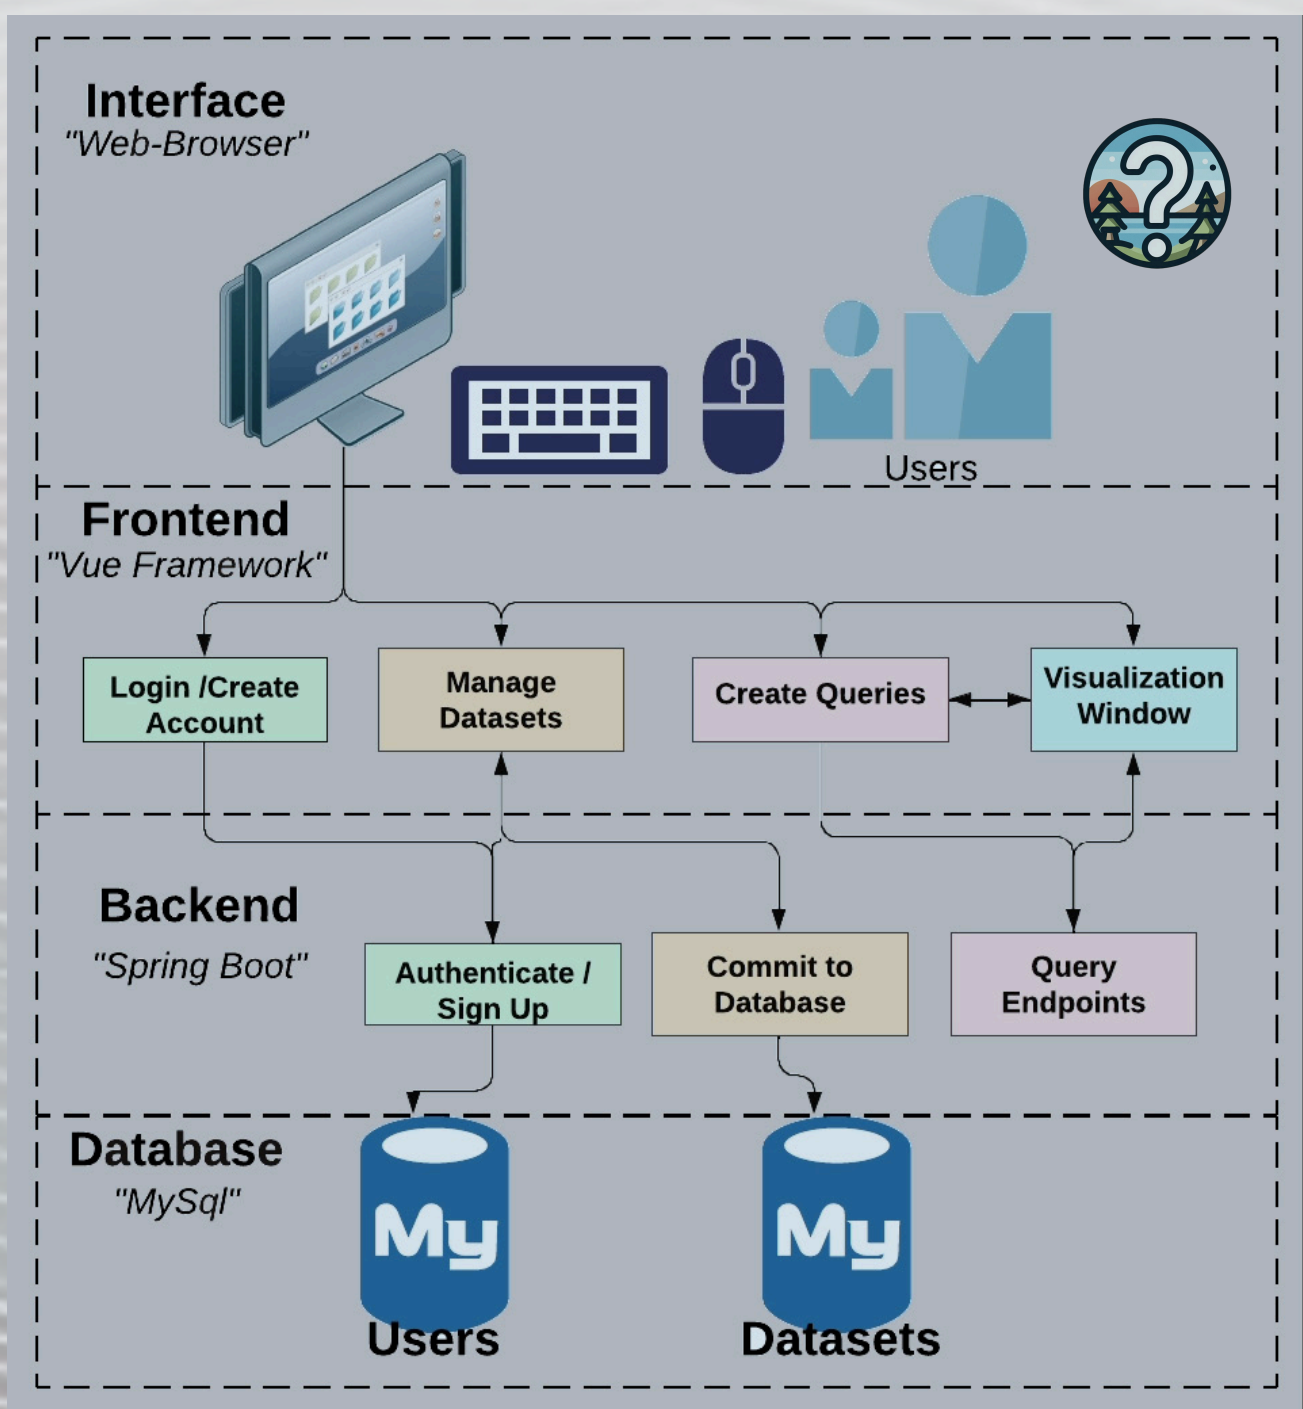 Interface
"Web-Browser"
?
Users
Frontend
"Vue Framework"
Login /Create
Account
Manage
Datasets
Create Queries
Visualization
Window
Backend
"Spring Boot"
Authenticate /
Sign Up
Commit to
Database
Query
Endpoints
Database
"MySql"
My
Users
My
Datasets